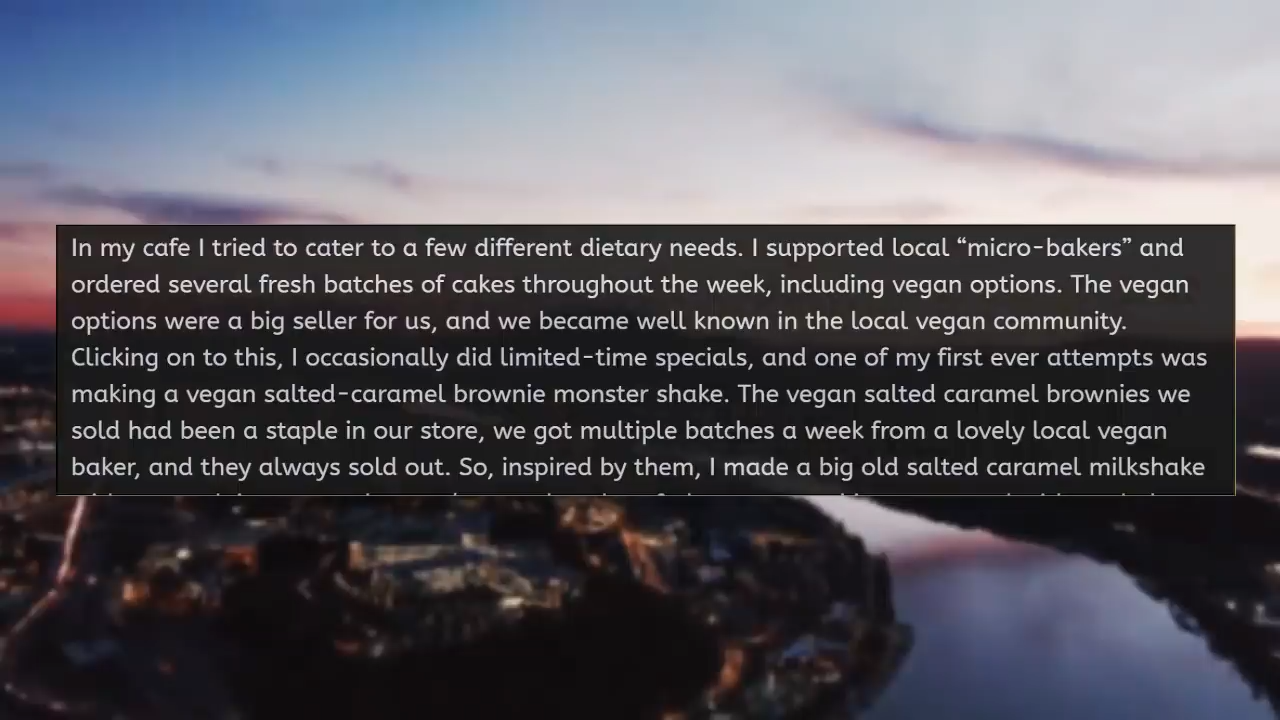 In my cafe I tried to cater to a few different dietary needs. I supported local “micro-bakers” and
ordered several fresh batches of cakes throughout the week, including vegan options. The vegan
options were a big seller for us, and we became well known in the local vegan community.
Clicking on to this, I occasionally did limited-time specials, and one of my first ever attempts was
making a vegan salted-caramel brownie monster shake. The vegan salted caramel brownies we
sold had been a staple in our store, we got multiple batches a week from a lovely local vegan
baker, and they always sold out. So, inspired by them, I made a big old salted caramel milkshake